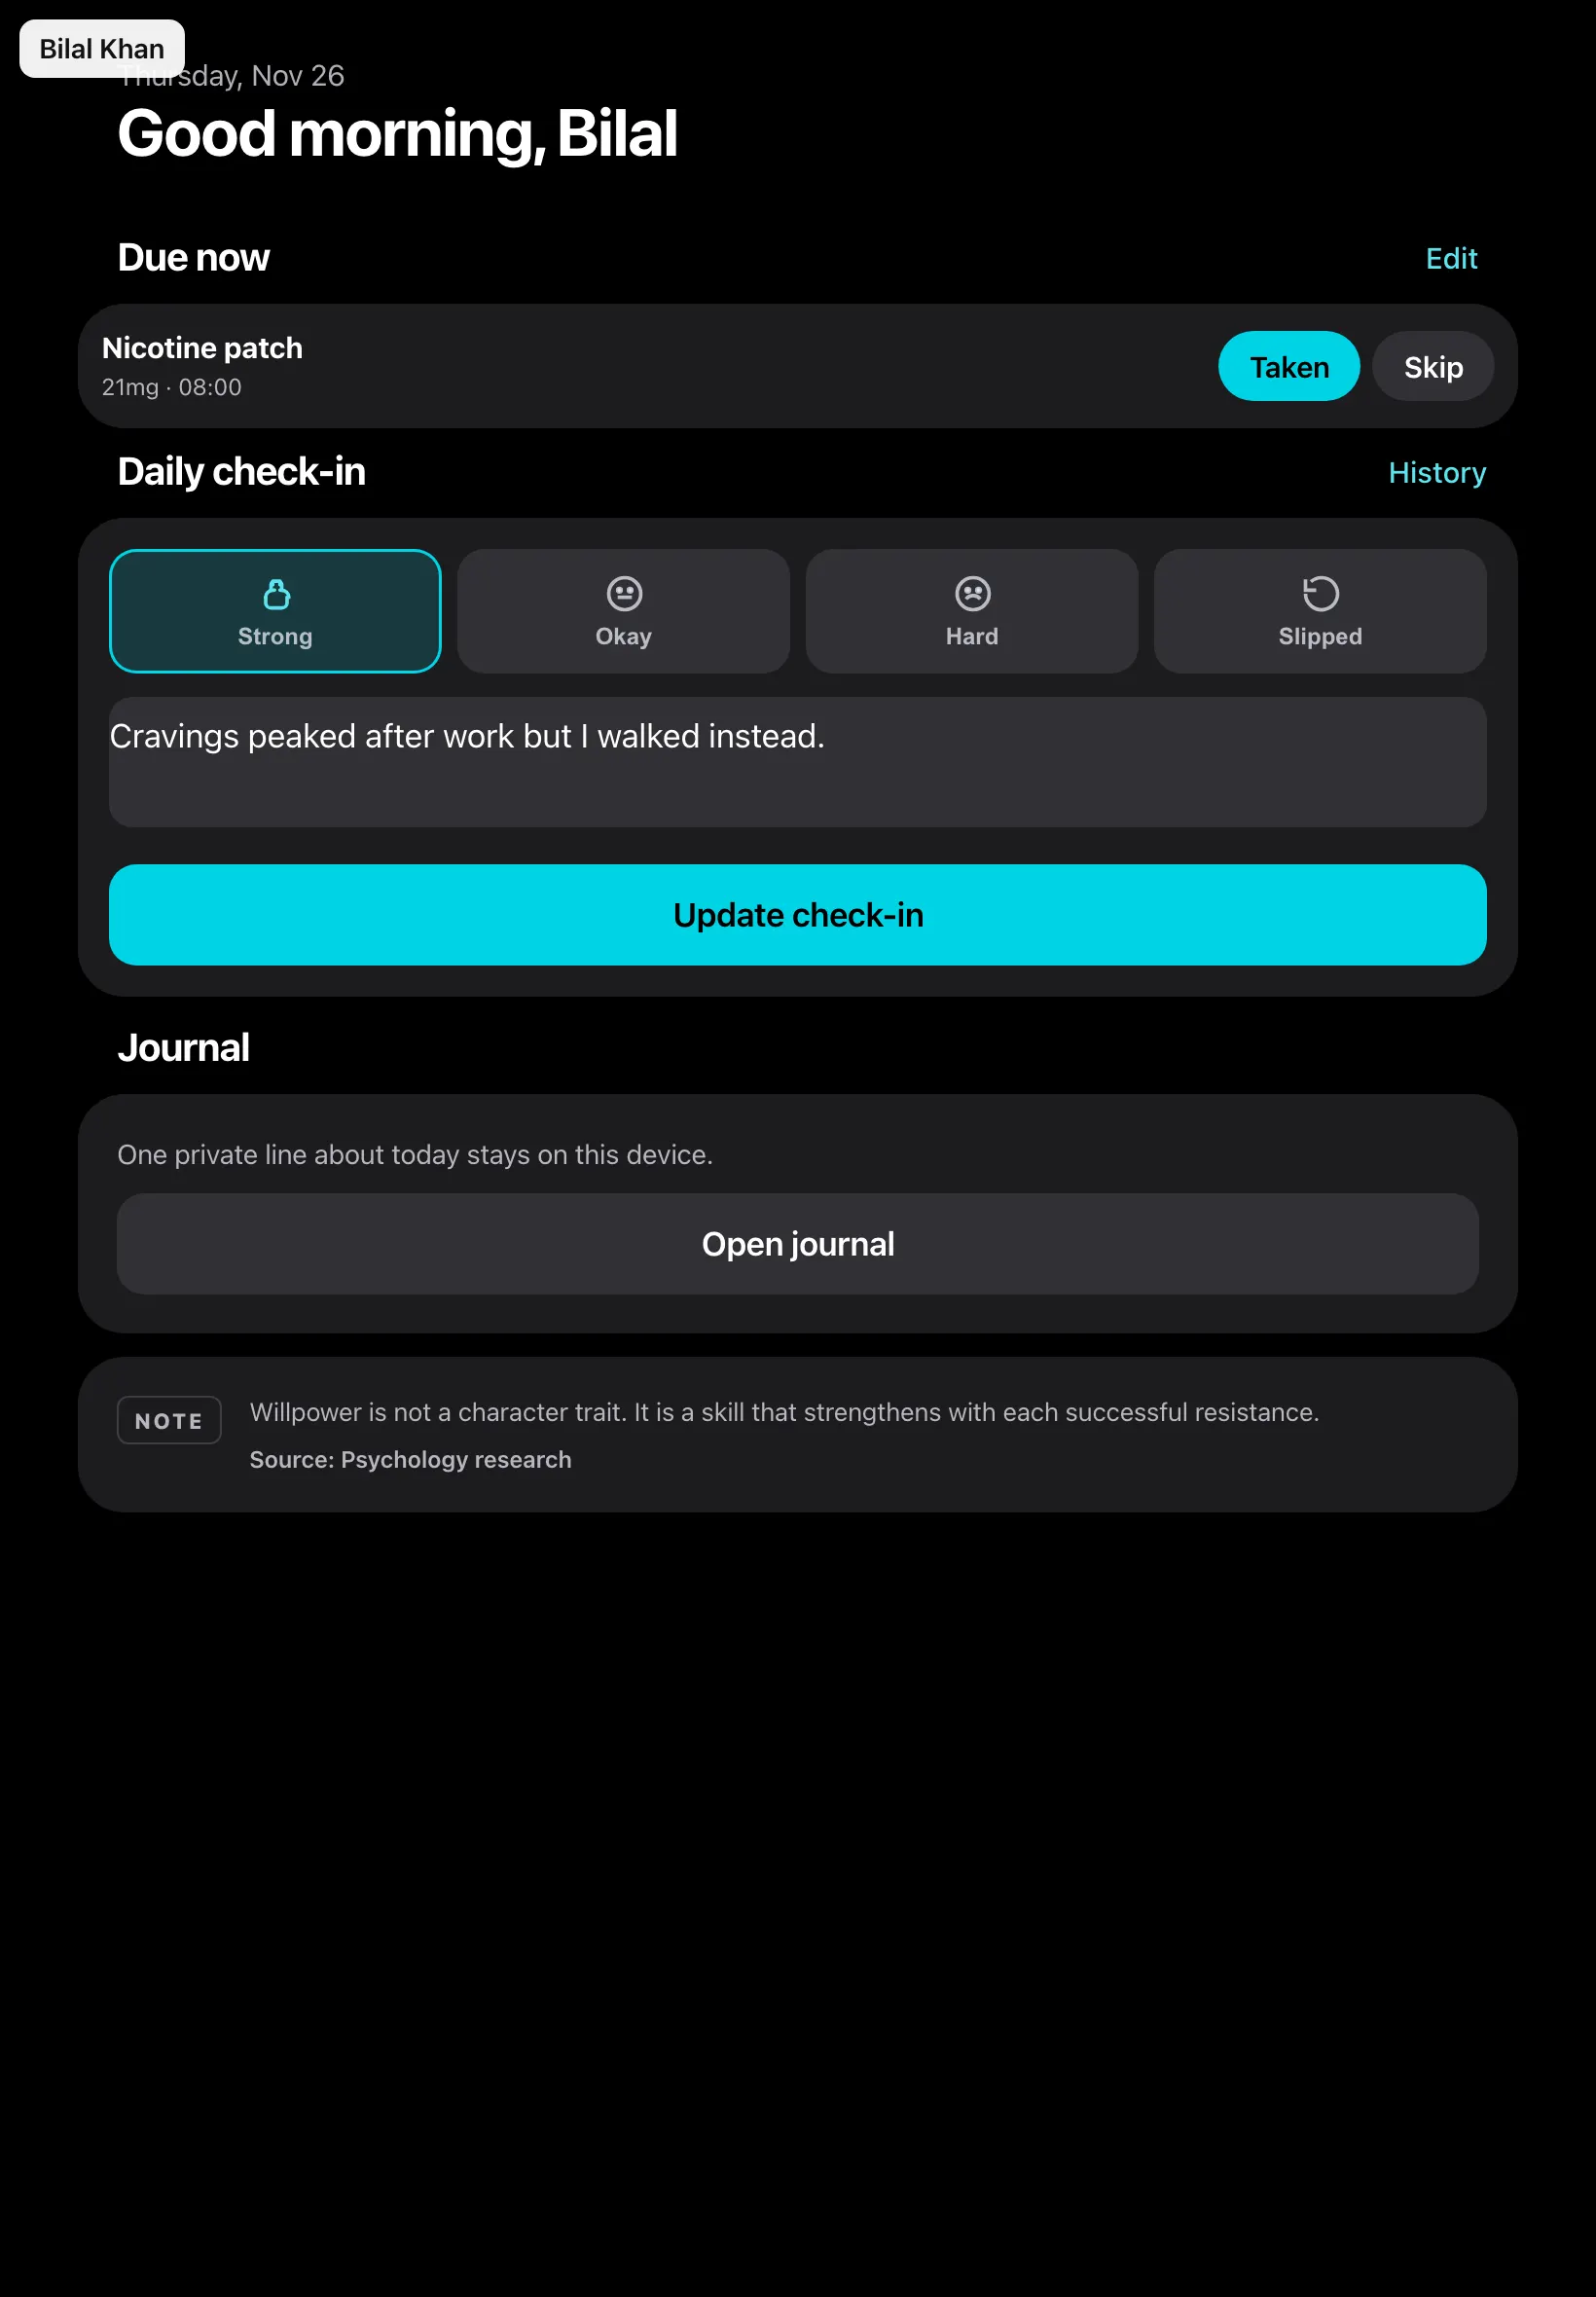 Bilal Khan
Thursday, Nov 26
Good morning, Bilal
Due now
Edit
Nicotine patch
21mg · 08:00
Taken
Skip
Daily check-in
History
Strong
Okay
Hard
Slipped
Cravings peaked after work but I walked instead.
Update check-in
Journal
One private line about today stays on this device.
Open journal
NOTE
Willpower is not a character trait. It is a skill that strengthens with each successful resistance.
Source: Psychology research